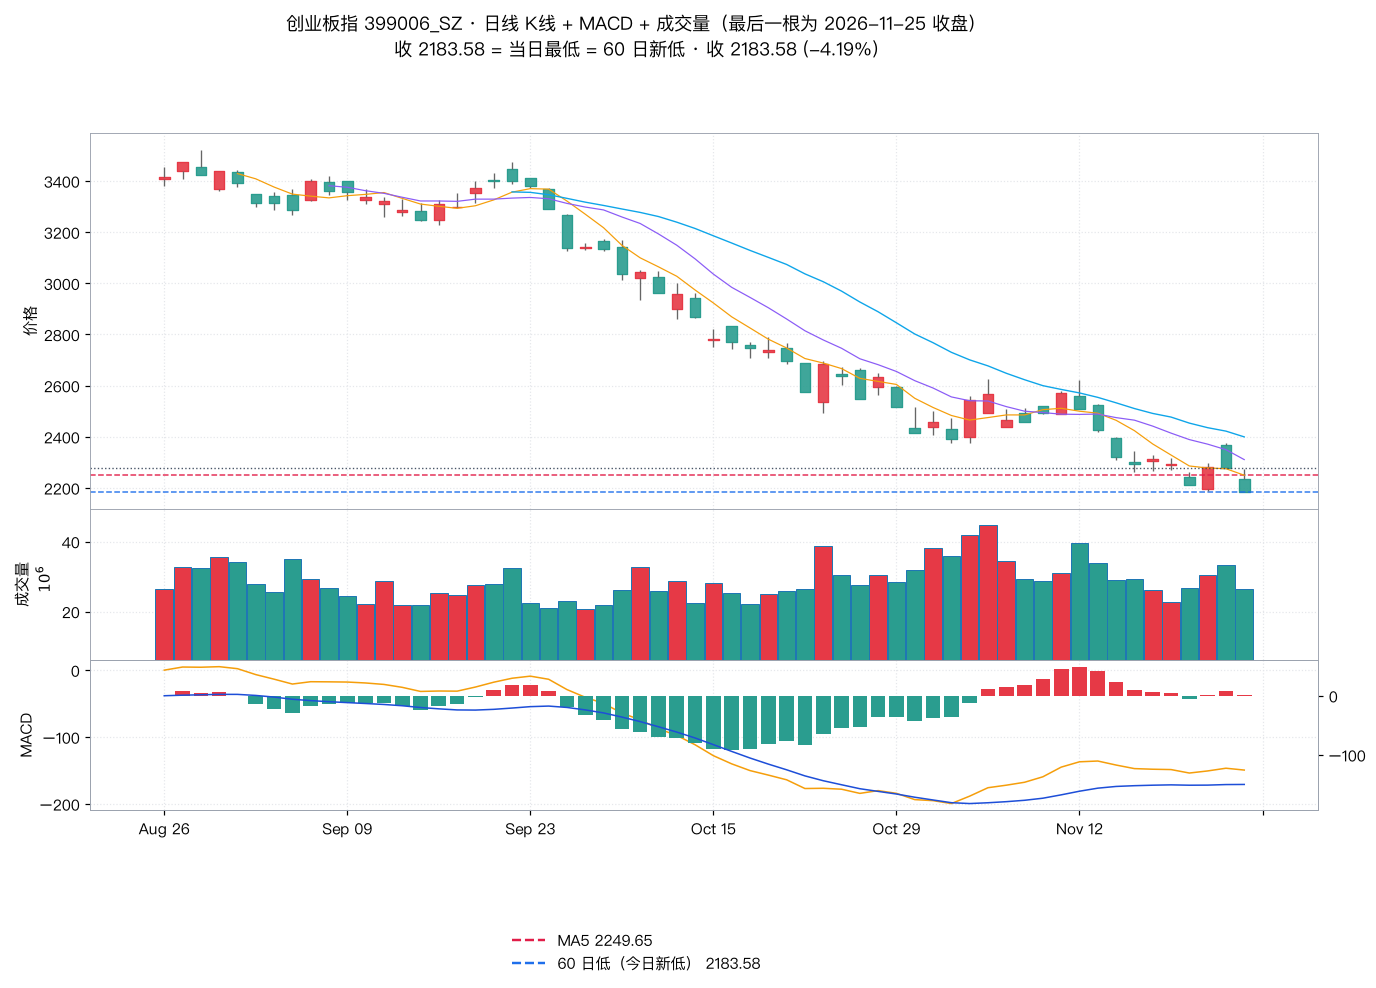 创业板指 399006_SZ · 日线 K线 + MACD + 成交量（最后一根为 2026−11−25 收盘）
收 2183.58 = 当日最低 = 60 日新低 · 收 2183.58 (−4.19%)
价格
3400
3200
3000
2800
2600
2400
2200
成交量
10⁶
40
20
MACD
0
−100
−200
0
−100
Aug 26
Sep 09
Sep 23
Oct 15
Oct 29
Nov 12
MA5 2249.65
60 日低（今日新低） 2183.58